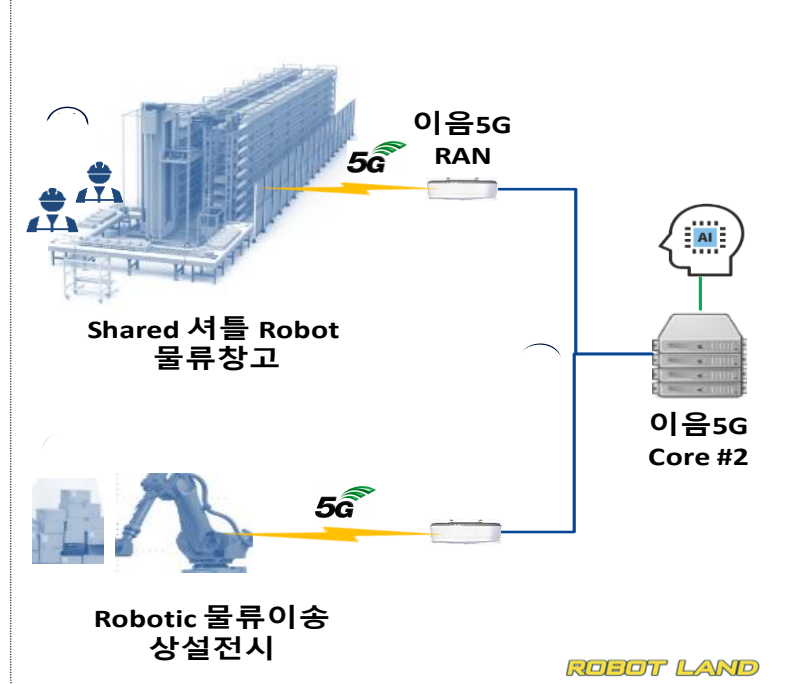 이음5G
RAN
5G
AI
Shared 셔틀 Robot
물류창고
이음5G
Core #2
5G
Robotic 물류이송
상설전시
ROBOT LAND